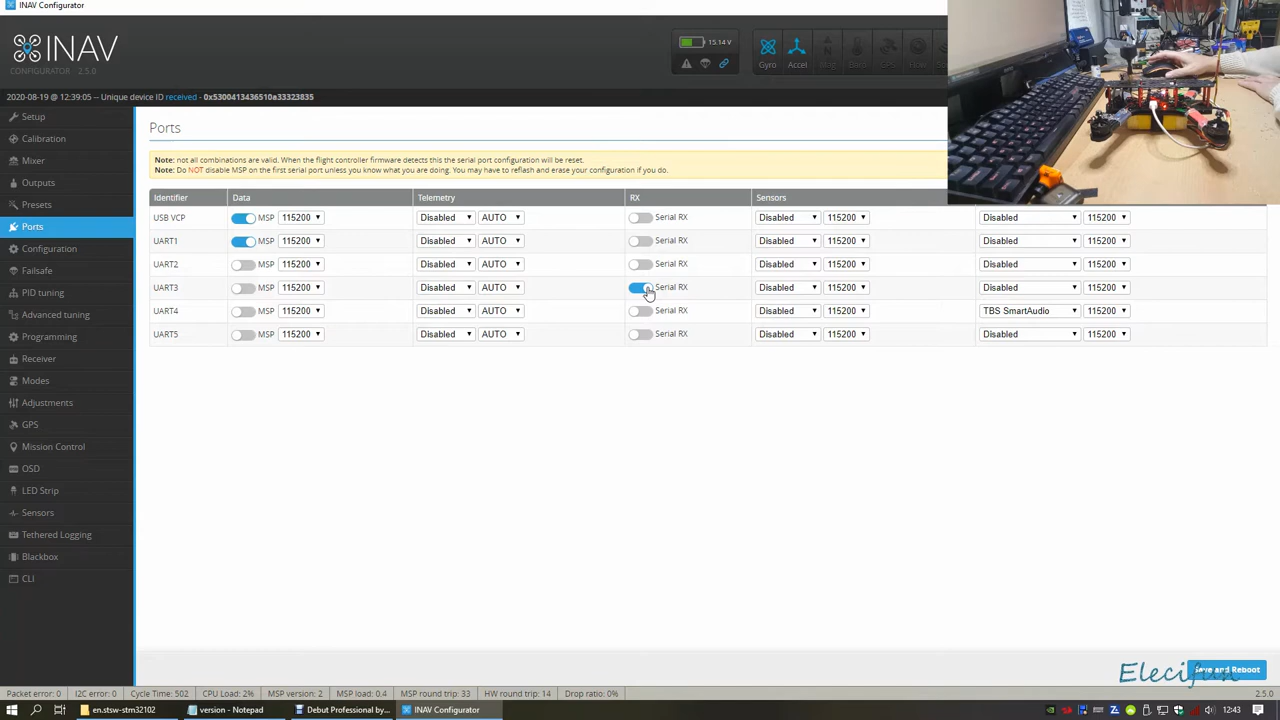 INAV Configurator
INAV
CONFIGURATOR 2.5.0
15.14 V
Gyro Accel Mag Baro GPS Flow
2020-08-19 @ 12:39:05 -- Unique device ID received - 0x5300413436510a33323835
Setup
Calibration
Mixer
Outputs
Presets
Ports
Configuration
Failsafe
PID tuning
Advanced tuning
Programming
Receiver
Modes
Adjustments
GPS
Mission Control
OSD
LED Strip
Sensors
Tethered Logging
Blackbox
CLI
Ports
Note: not all combinations are valid. When the flight controller firmware detects this the serial port configuration will be reset.
Note: Do NOT disable MSP on the first serial port unless you know what you are doing. You may have to reflash and erase your configuration if you do.
Identifier Data Telemetry RX Sensors
USB VCP MSP 115200 Disabled AUTO Serial RX Disabled 115200 Disabled 115200
UART1 MSP 115200 Disabled AUTO Serial RX Disabled 115200 Disabled 115200
UART2 MSP 115200 Disabled AUTO Serial RX Disabled 115200 Disabled 115200
UART3 MSP 115200 Disabled AUTO Serial RX Disabled 115200 Disabled 115200
UART4 MSP 115200 Disabled AUTO Serial RX Disabled 115200 TBS SmartAudio 115200
UART5 MSP 115200 Disabled AUTO Serial RX Disabled 115200 Disabled 115200
Elecifun
Save and Reboot
Packet error: 0 I2C error: 0 Cycle Time: 502 CPU Load: 2% MSP version: 2 MSP load: 0.4 MSP round trip: 33 HW round trip: 14 Drop ratio: 0% 2.5.0
en.stsw-stm32102 version - Notepad Debut Professional by... INAV Configurator 12:43